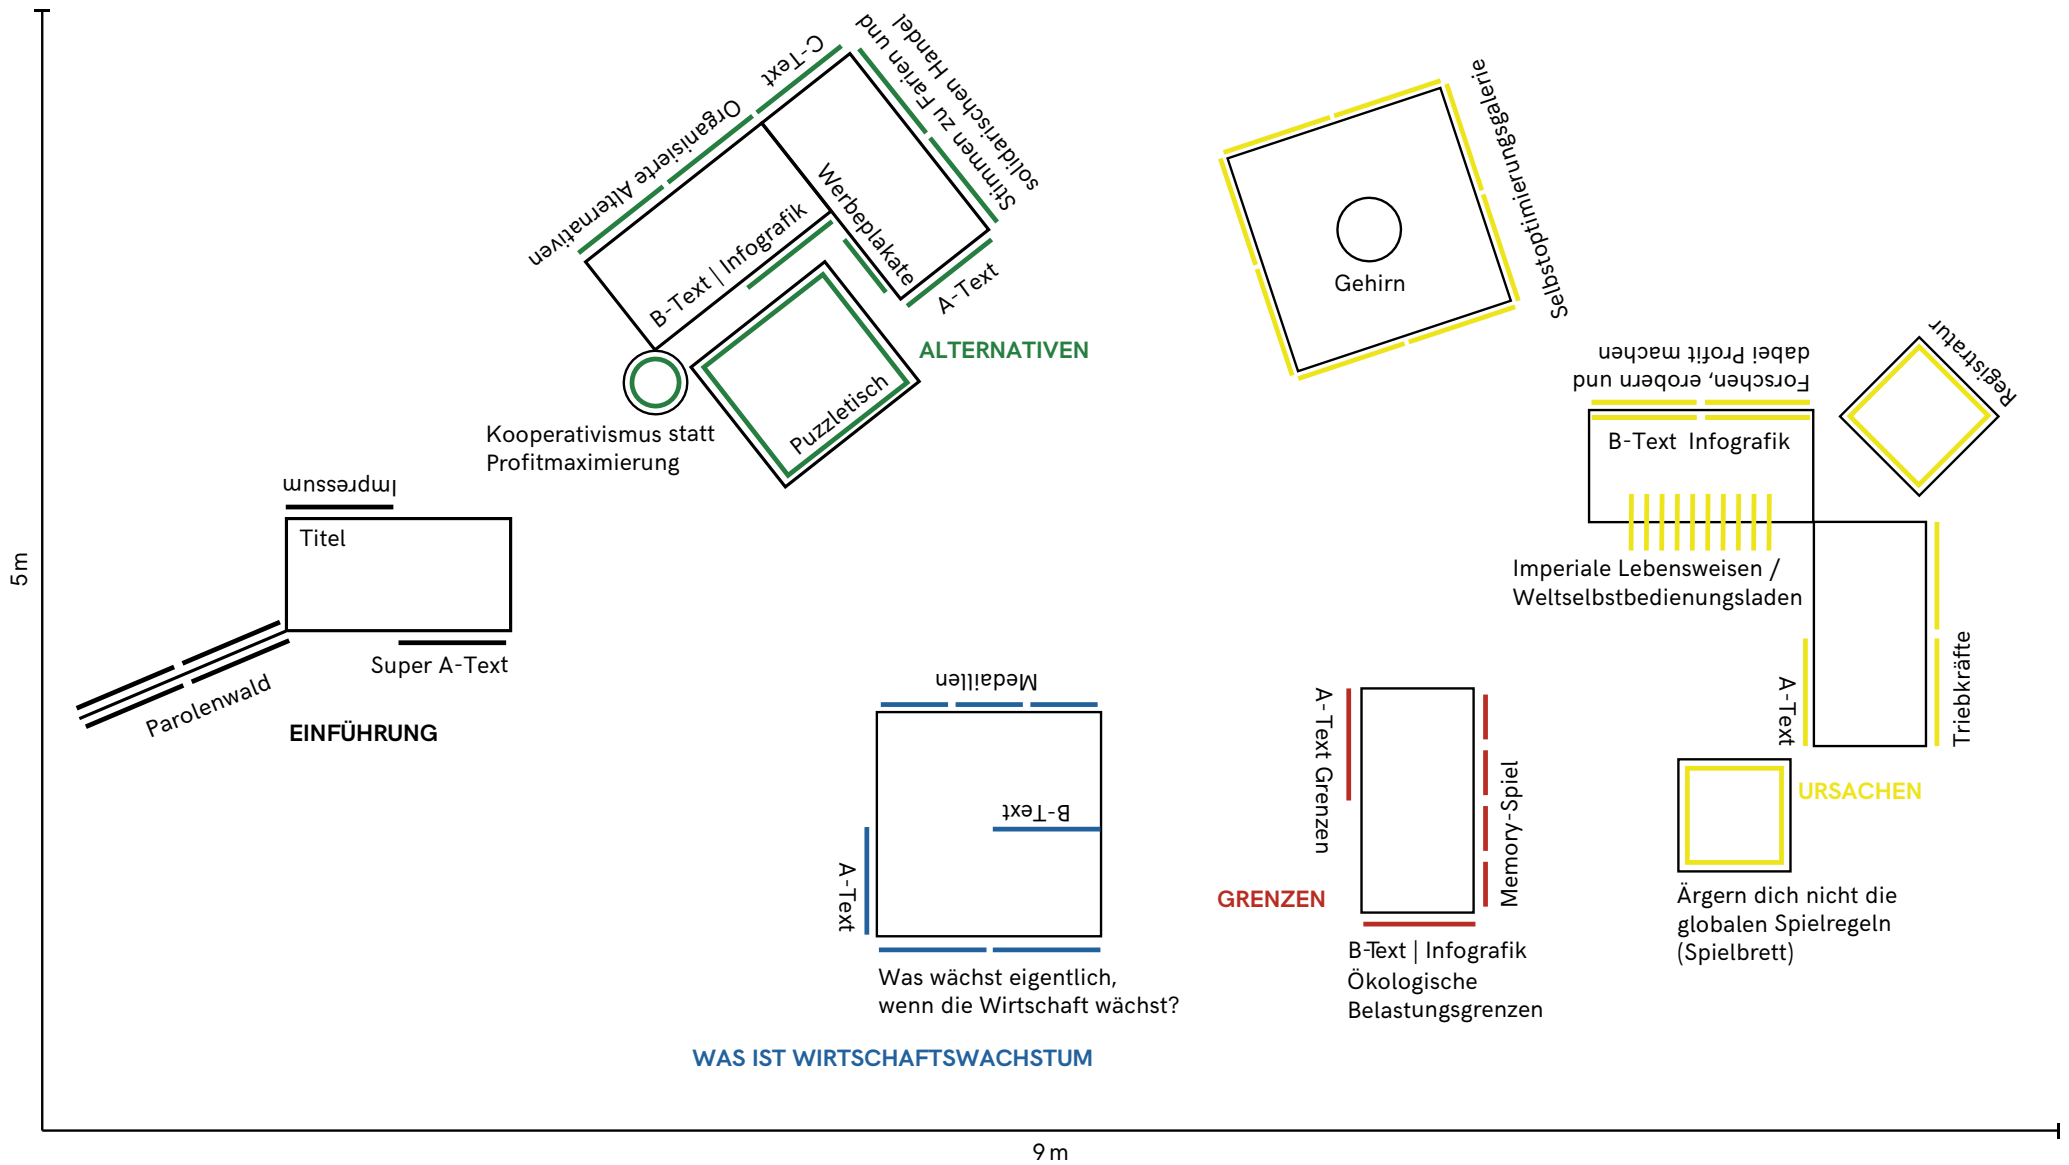 5 m
9 m
Impressum
Titel
Super A-Text
Parolenwald
EINFÜHRUNG
Organisierte Alternativen
C-Text
Stimmen zu Farien und
solidarischen Handel
Werbeplakate
B-Text | Infografik
A-Text
ALTERNATIVEN
Puzzletisch
Kooperativismus statt
Profitmaximierung
Medaillen
B-Text
A-Text
Was wächst eigentlich,
wenn die Wirtschaft wächst?
WAS IST WIRTSCHAFTSWACHSTUM
A-Text Grenzen
Memory-Spiel
GRENZEN
B-Text | Infografik
Ökologische
Belastungsgrenzen
Selbstoptimierungsgalerie
Gehirn
Forschen, erobern und
dabei Profit machen
B-Text Infografik
Registratur
Imperiale Lebensweisen /
Weltselbstbedienungsladen
A-Text
Triebkräfte
URSACHEN
Ärgern dich nicht die
globalen Spielregeln
(Spielbrett)